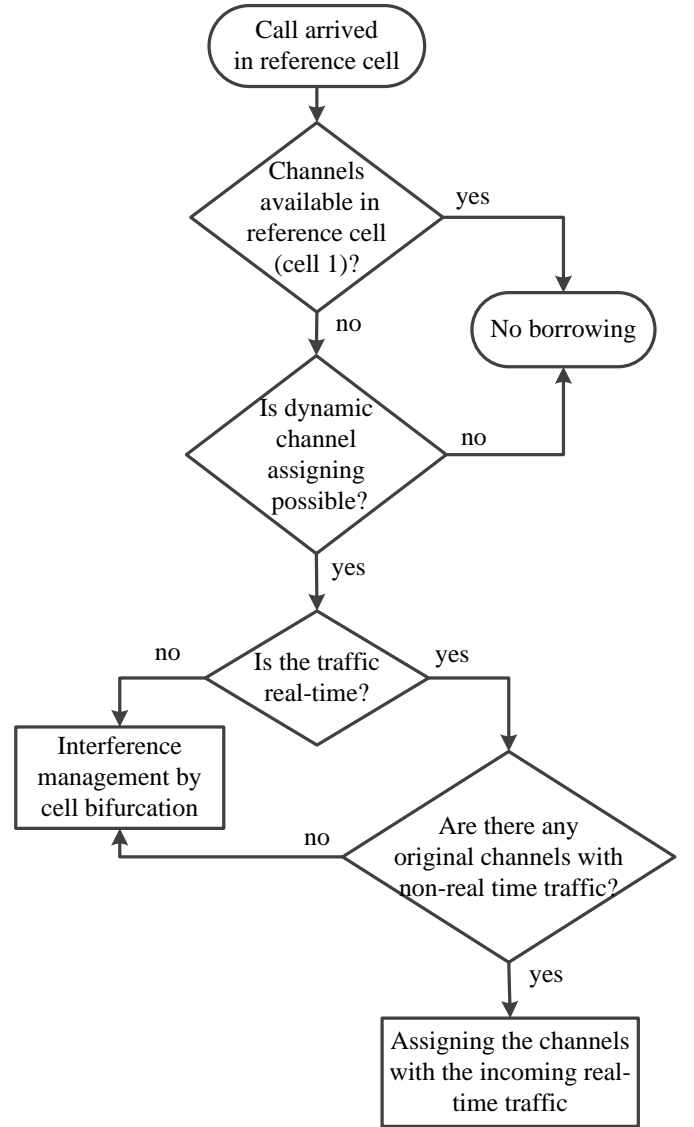 Call arrived
in reference cell
Channels
available in
reference cell
(cell 1)?
yes
no
No borrowing
Is dynamic
channel
assigning
possible?
no
yes
no
Is the traffic
real-time?
yes
Interference
management by
cell bifurcation
no
Are there any
original channels with
non-real time traffic?
yes
Assigning the channels
with the incoming real-
time traffic